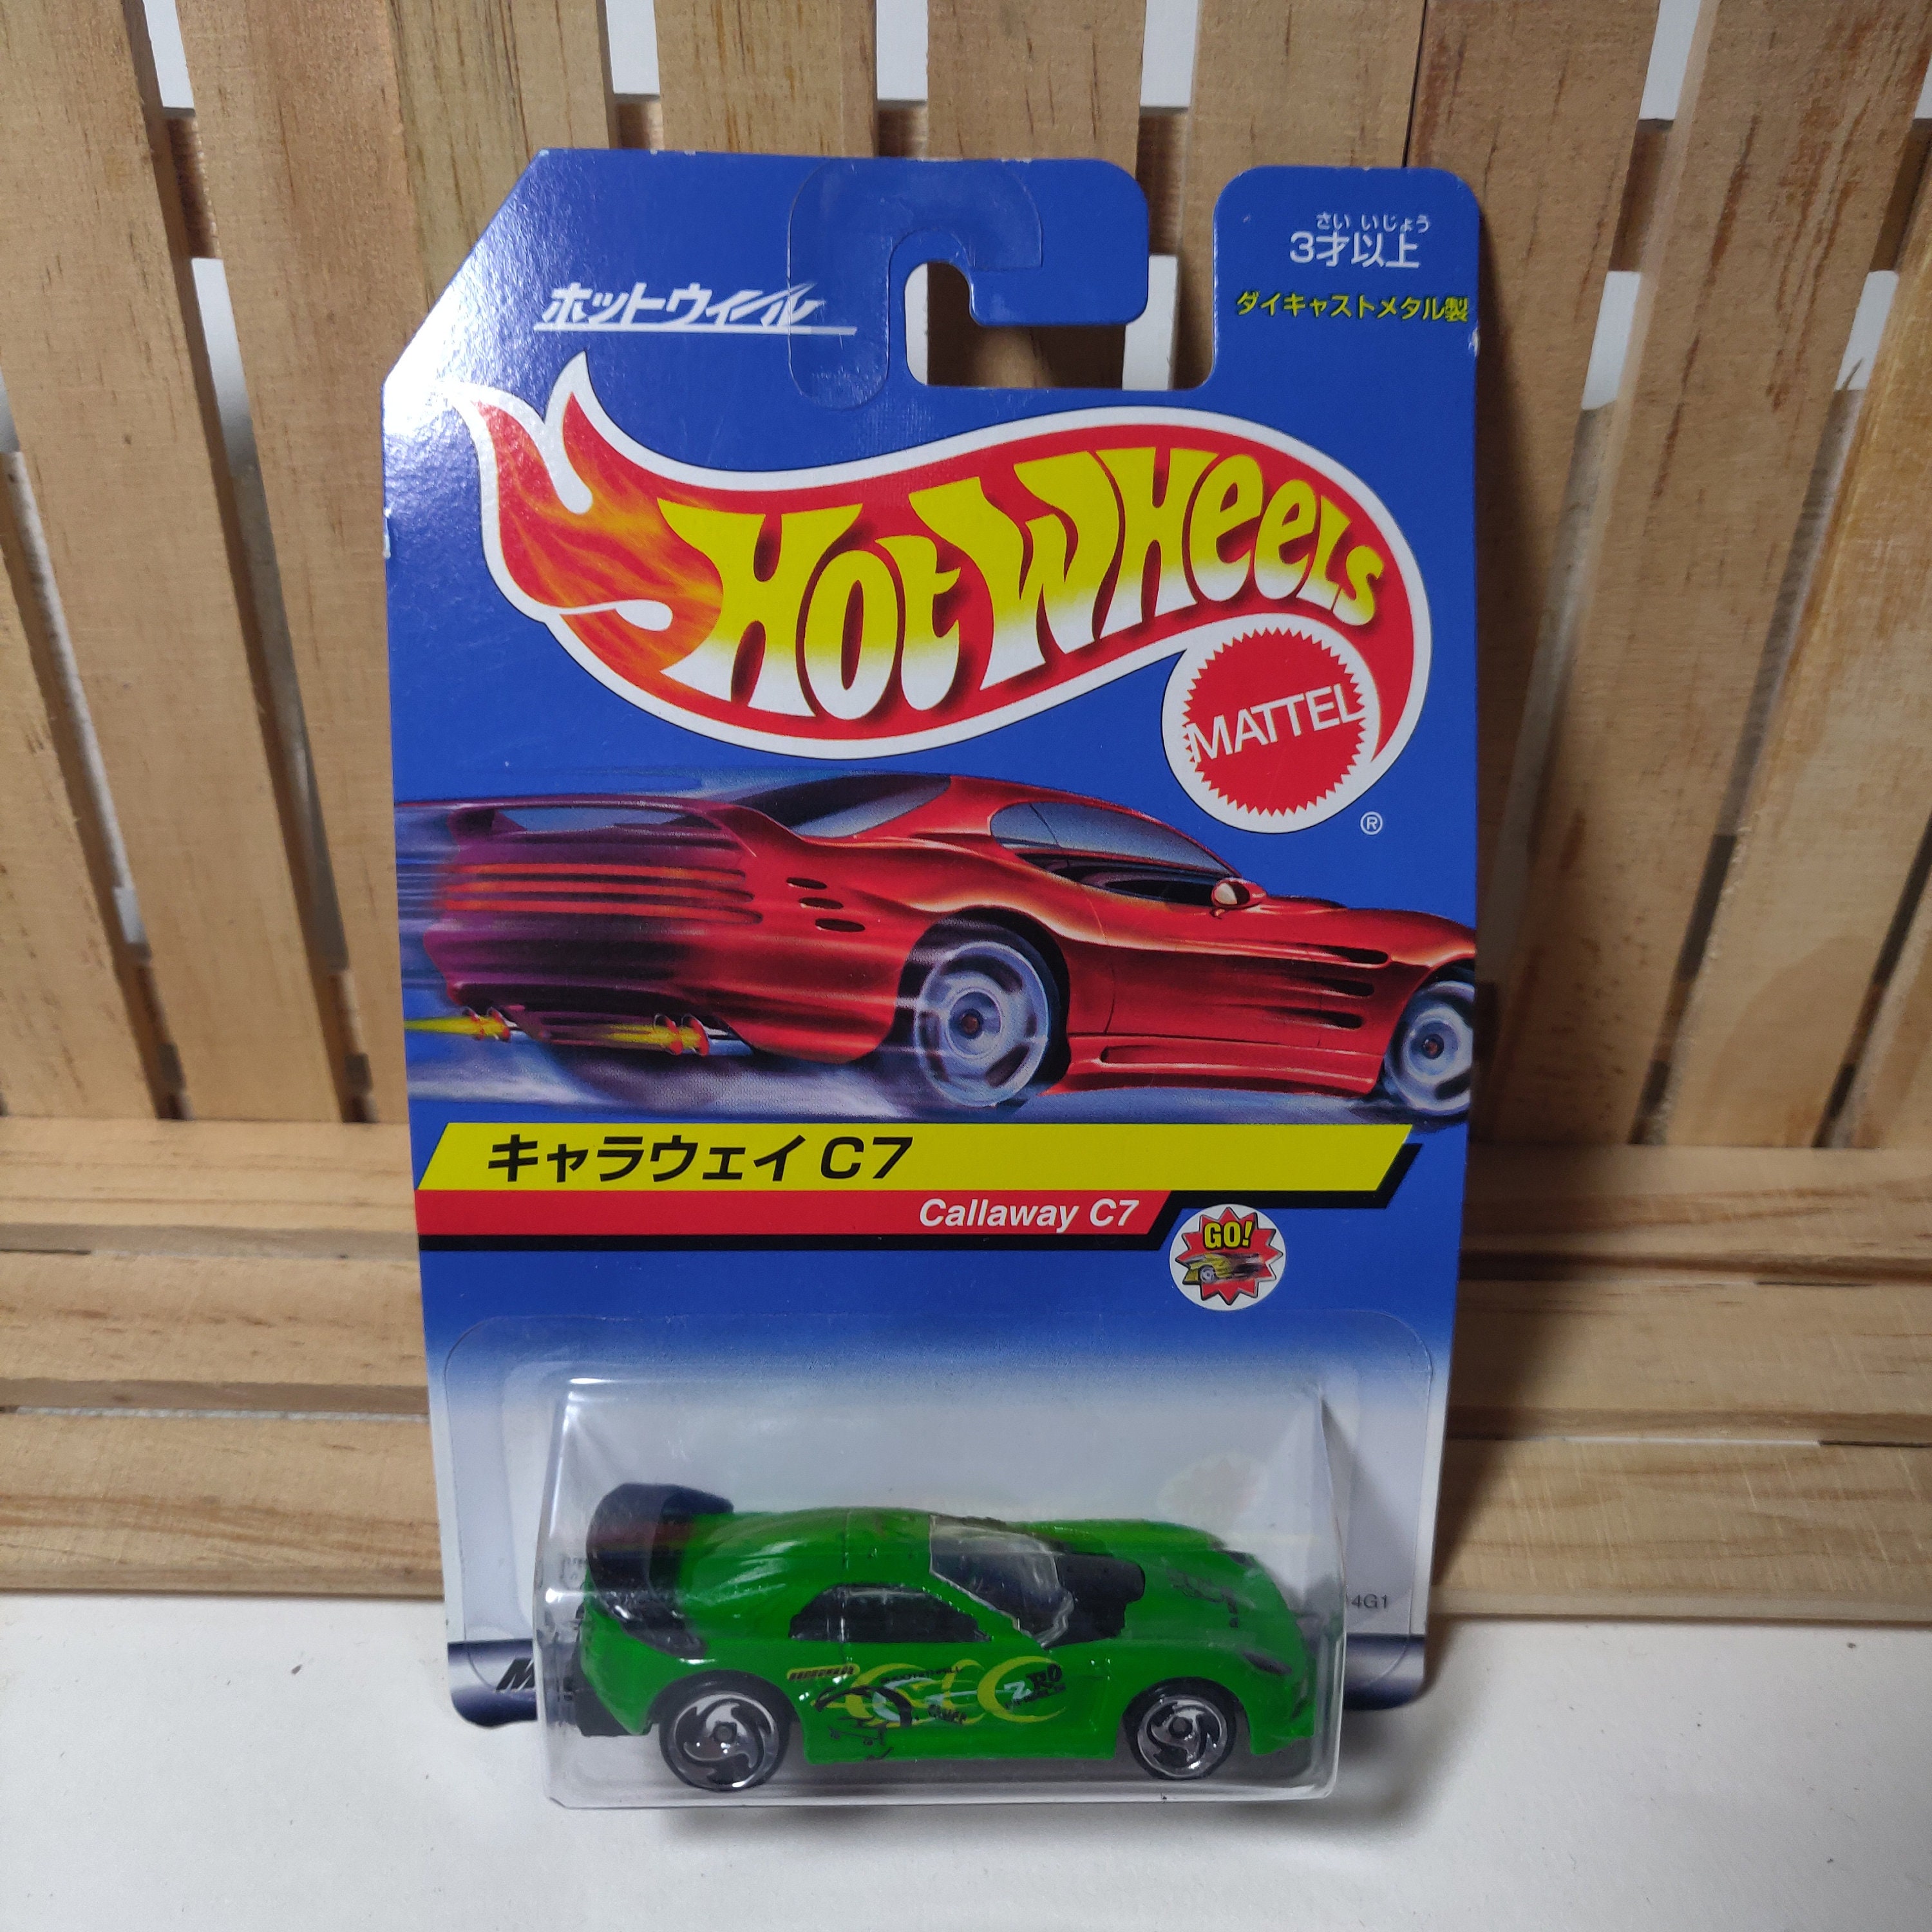 さい いじょう
3才以上
ダイキャストメタル製
ホットウィール
HOT WHEELS
MATTEL
®
キャラウェイ C7
Callaway C7
GO!
4G1
M